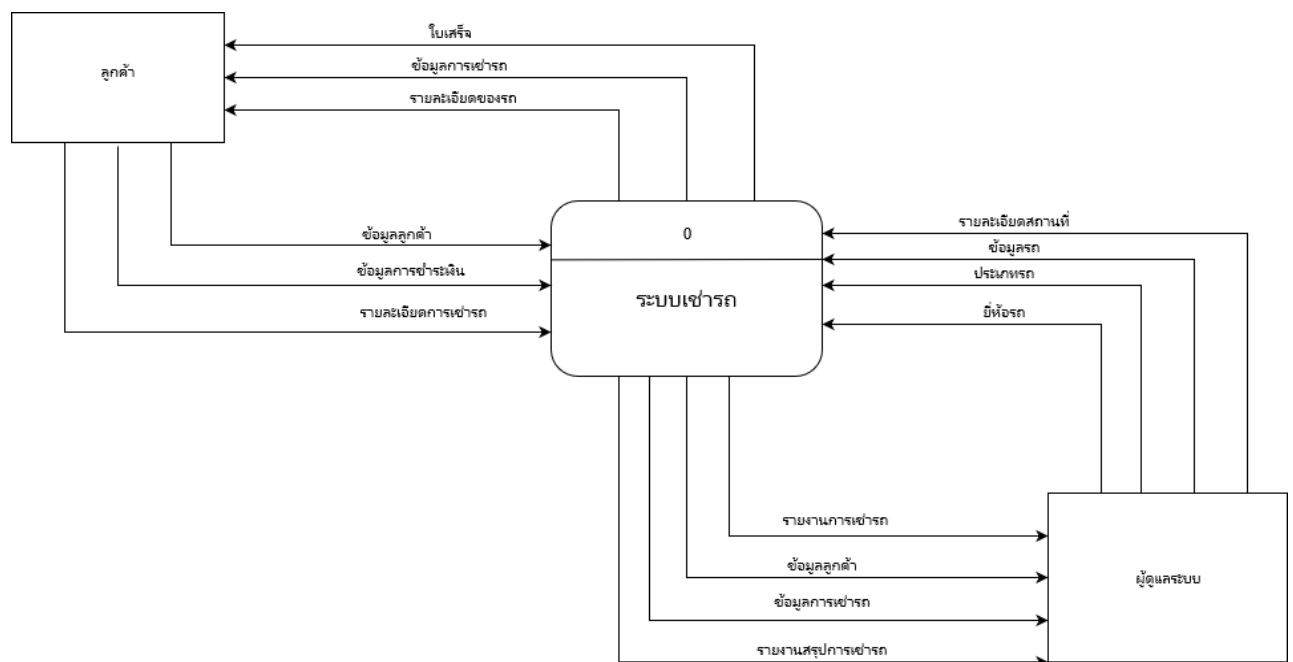 ใบเสร็จ
ลูกค้า
ข้อมูลการเช่ารถ
รายละเอียดของรถ
รายละเอียดสถานที่
ข้อมูลลูกค้า
0
ข้อมูลรถ
ข้อมูลการชำระเงิน
ประเภทรถ
ระบบเช่ารถ
รายละเอียดการเช่ารถ
ยี่ห้อรถ
รายงานการเช่ารถ
ข้อมูลลูกค้า
ผู้ดูแลระบบ
ข้อมูลการเช่ารถ
รายงานสรุปการเช่ารถ